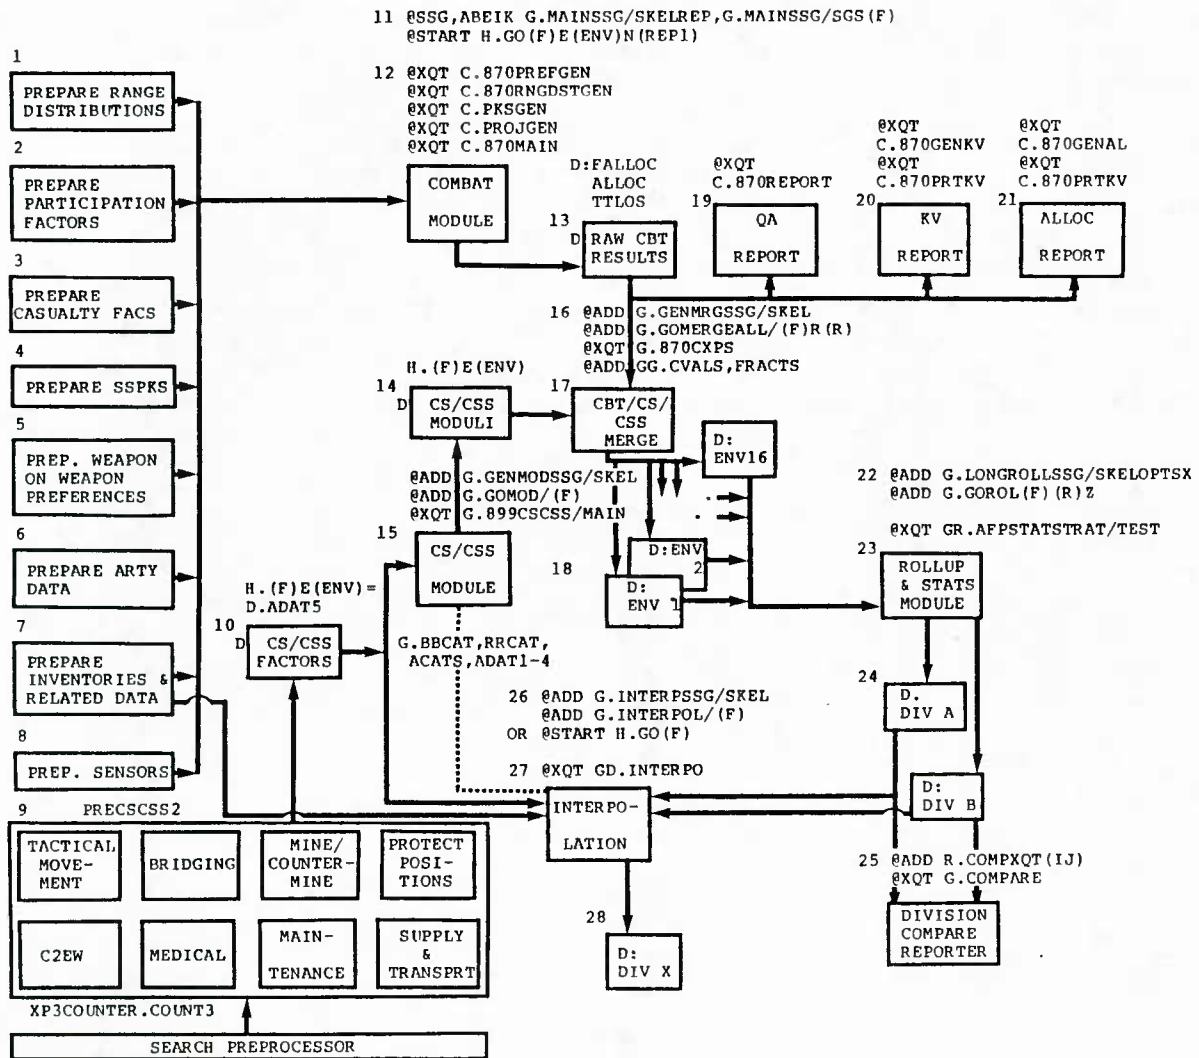 11 @SSG,ABEIK G.MAINSSG/SKELREP,G.MAINSSG/SGS(F)
@START H.GO(F)E(ENV)N(REP1)
12 @XQT C.870PREFGEN
@XQT C.870RNGDSTGEN
@XQT C.PKSGEN
@XQT C.PROJGEN
@XQT C.870MAIN
1
PREPARE RANGE
DISTRIBUTIONS
2
PREPARE
PARTICIPATION
FACTORS
3
PREPARE
CASUALTY FACS
4
PREPARE SSPKS
5
PREP. WEAPON
ON WEAPON
PREFERENCES
6
PREPARE ARTY
DATA
7
PREPARE
INVENTORIES &
RELATED DATA
8
PREP. SENSORS
COMBAT
MODULE
D:FALLOC
ALLOC
TTLOS
13
D RAW CBT
RESULTS
@XQT
C.870REPORT
19
QA
REPORT
@XQT
C.870GENKV
@XQT
C.870PRTKV
20
KV
REPORT
@XQT
C.870GENAL
@XQT
C.870PRTKV
21
ALLOC
REPORT
16 @ADD G.GENMRGSSG/SKEL
@ADD G.GOMERGEALL/(F)R(R)
@XQT G.870CXPS
@ADD GG.CVALS,FRACTS
H.(F)E(ENV)
14
D CS/CSS
MODULI
17
CBT/CS/
CSS
MERGE
D:
ENV16
@ADD G.GENMODSSG/SKEL
@ADD G.GOMOD/(F)
@XQT G.899CSCSS/MAIN
15
CS/CSS
MODULE
18
D:ENV
2
D:
ENV 1
22 @ADD G.LONGROLLSSG/SKELOPTSX
@ADD G.GOROL(F)(R)Z
@XQT GR.AFPSTATSTRAT/TEST
23
ROLLUP
& STATS
MODULE
H.(F)E(ENV)=
D.ADAT5
10
D CS/CSS
FACTORS
G.BBCAT,RRCAT,
ACATS,ADAT1-4
24
D.
DIV A
26 @ADD G.INTERPSSG/SKEL
@ADD G.INTERPOL/(F)
OR @START H.GO(F)
27 @XQT GD.INTERPO
INTERPO-
LATION
D:
DIV B
25 @ADD R.COMPXQT(IJ)
@XQT G.COMPARE
DIVISION
COMPARE
REPORTER
28
D:
DIV X
9
PRECSCSS2
TACTICAL
MOVE-
MENT
BRIDGING
MINE/
COUNTER-
MINE
PROTECT
POSI-
TIONS
C2EW
MEDICAL
MAIN-
TENANCE
SUPPLY
&
TRANSPRT
XP3COUNTER.COUNT3
SEARCH PREPROCESSOR